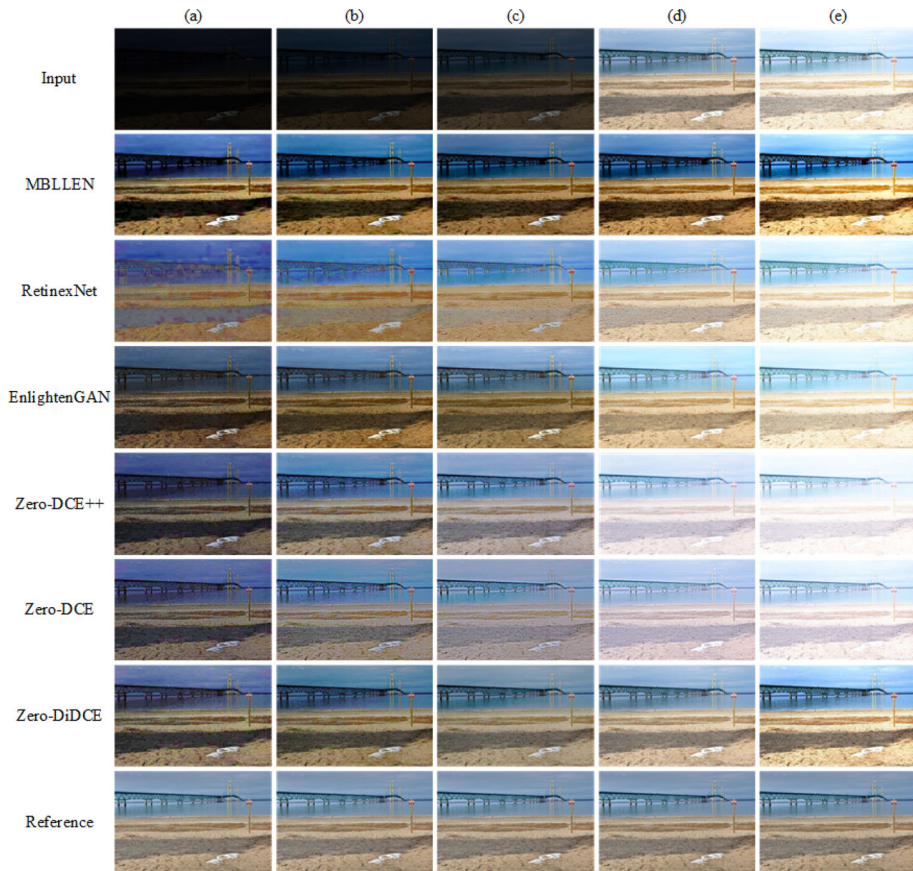 (a) (b) (c) (d) (e)
Input
MBLLEN
RetinexNet
EnlightenGAN
Zero-DCE++
Zero-DCE
Zero-DiDCE
Reference